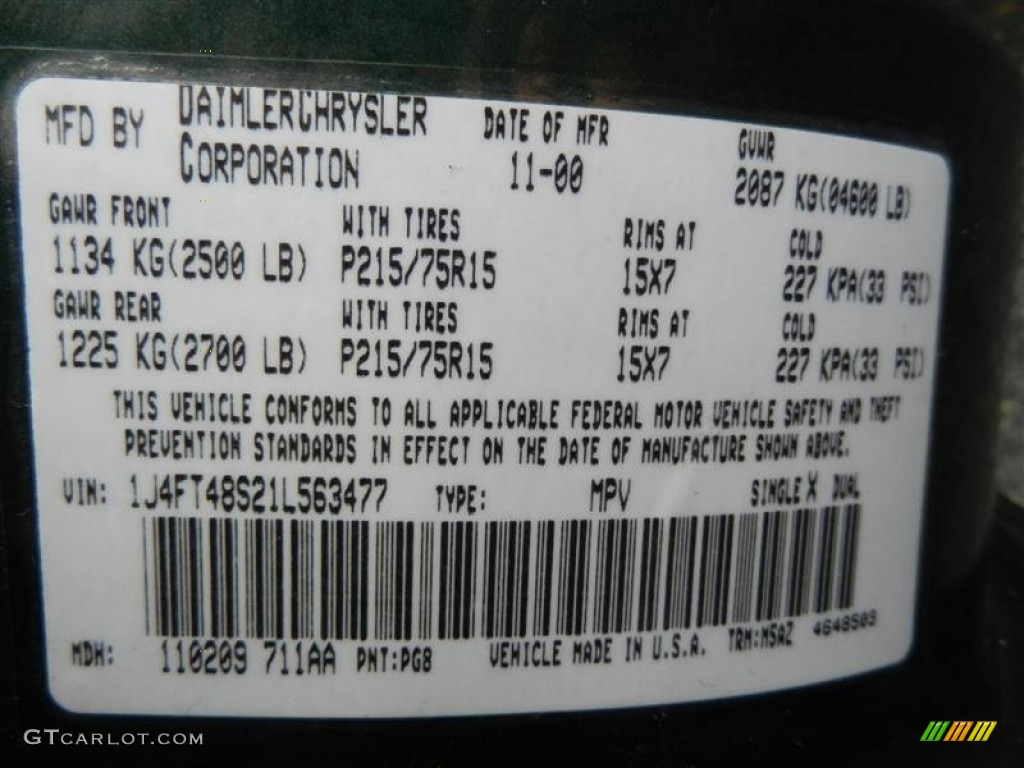 MFD BY DAIMLERCHRYSLER CORPORATION DATE OF MFR 11-00 GVWR 2087 KG(04600 LB)
GAWR FRONT WITH TIRES RIMS AT COLD
1134 KG(2500 LB) P215/75R15 15X7 227 KPA(33 PSI)
GAWR REAR WITH TIRES RIMS AT COLD
1225 KG(2700 LB) P215/75R15 15X7 227 KPA(33 PSI)
THIS VEHICLE CONFORMS TO ALL APPLICABLE FEDERAL MOTOR VEHICLE SAFETY AND THEFT
PREVENTION STANDARDS IN EFFECT ON THE DATE OF MANUFACTURE SHOWN ABOVE.
VIN: 1J4FT48S21L563477 TYPE: MPV SINGLE X DUAL
MDH: 110209 711AA PNT:PG8 VEHICLE MADE IN U.S.A. TRM:M5AZ 4648509
GTCARLOT.COM